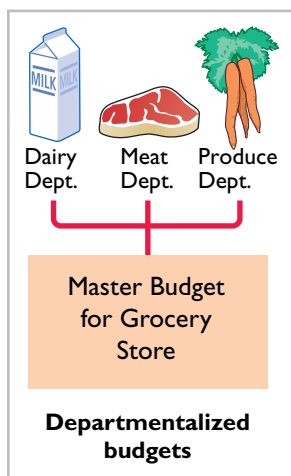 MILK MILK
Dairy Meat Produce
Dept. Dept. Dept.
Master Budget
for Grocery
Store
Departmentalized
budgets